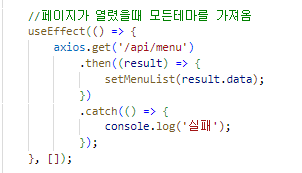 //페이지가 열렸을때 모든테마를 가져옴
useEffect(() => {
    axios.get('/api/menu')
        .then((result) => {
            setMenuList(result.data);
        })
        .catch(() => {
            console.log('실패');
        });
}, []);